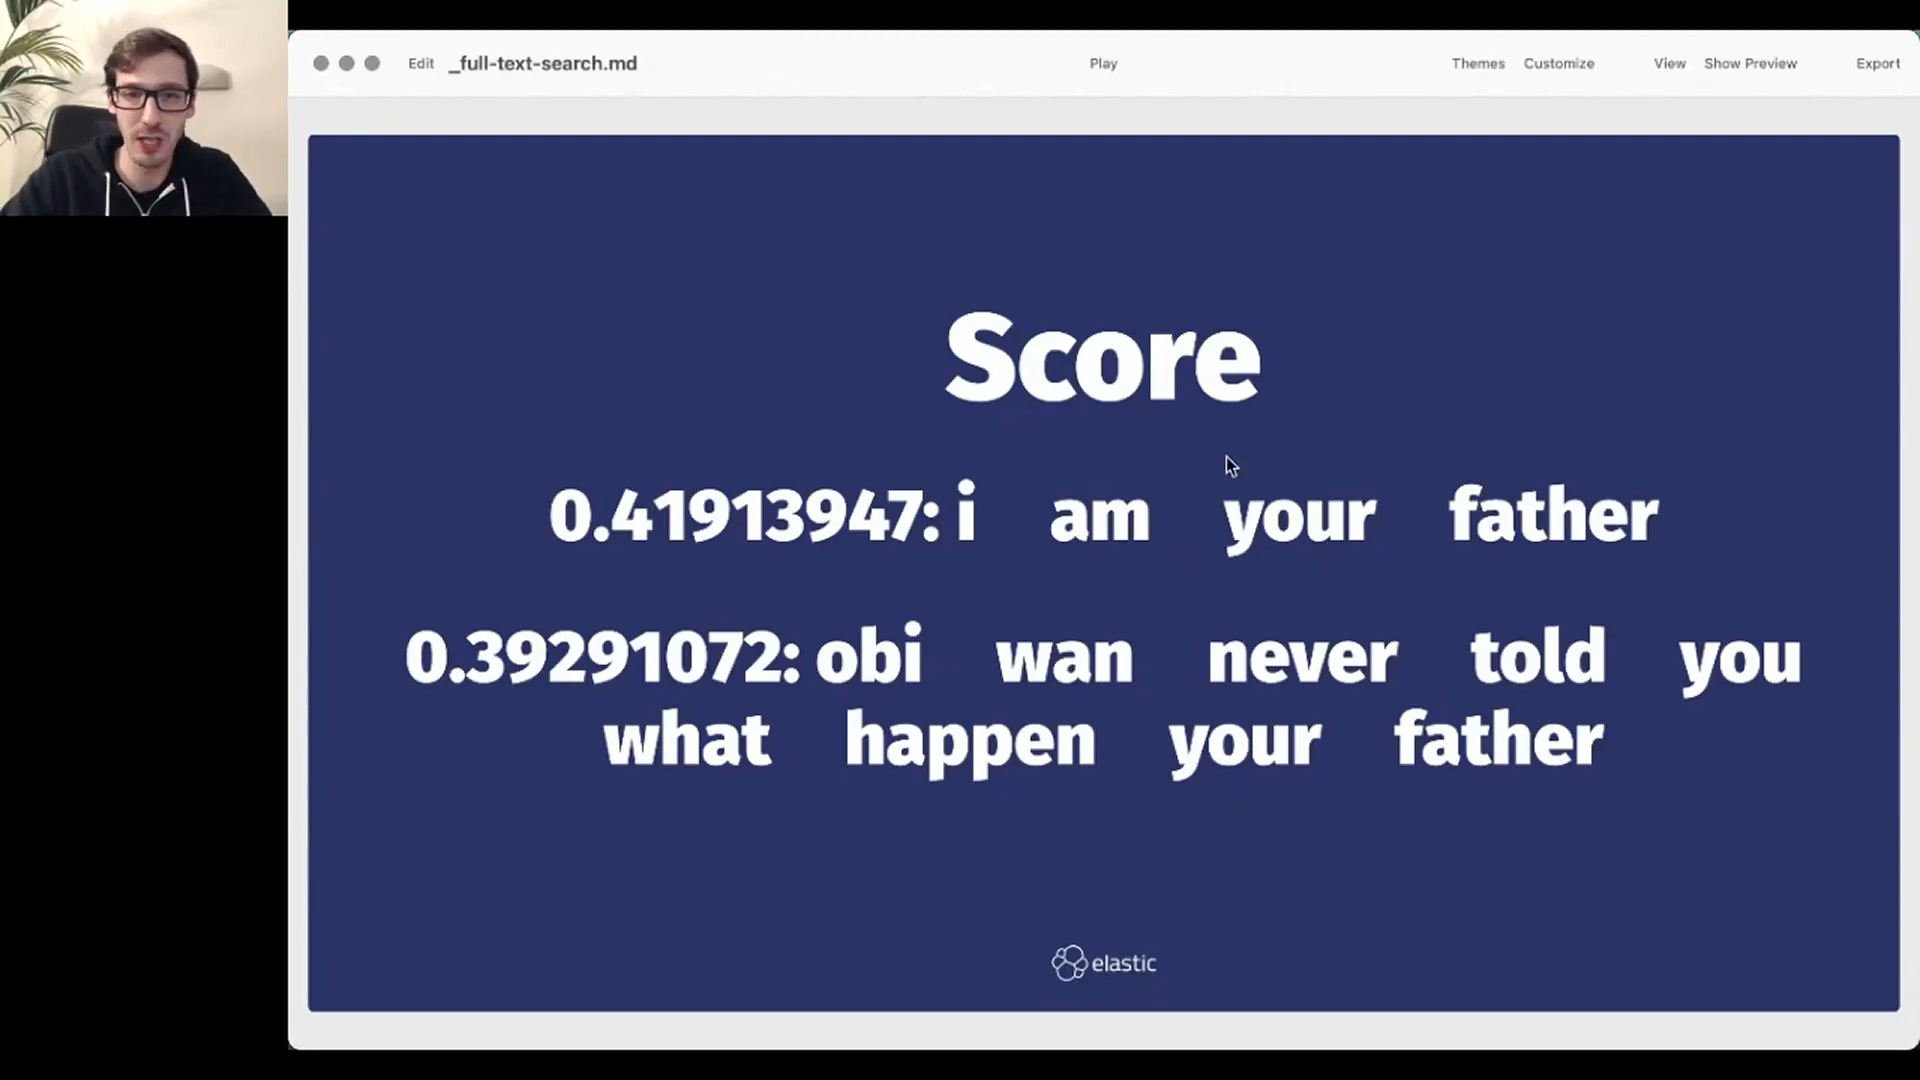 Edit _full-text-search.md Play Themes Customize View Show Preview Export
Score
0.41913947: i am your father
0.39291072: obi wan never told you
what happen your father
elastic